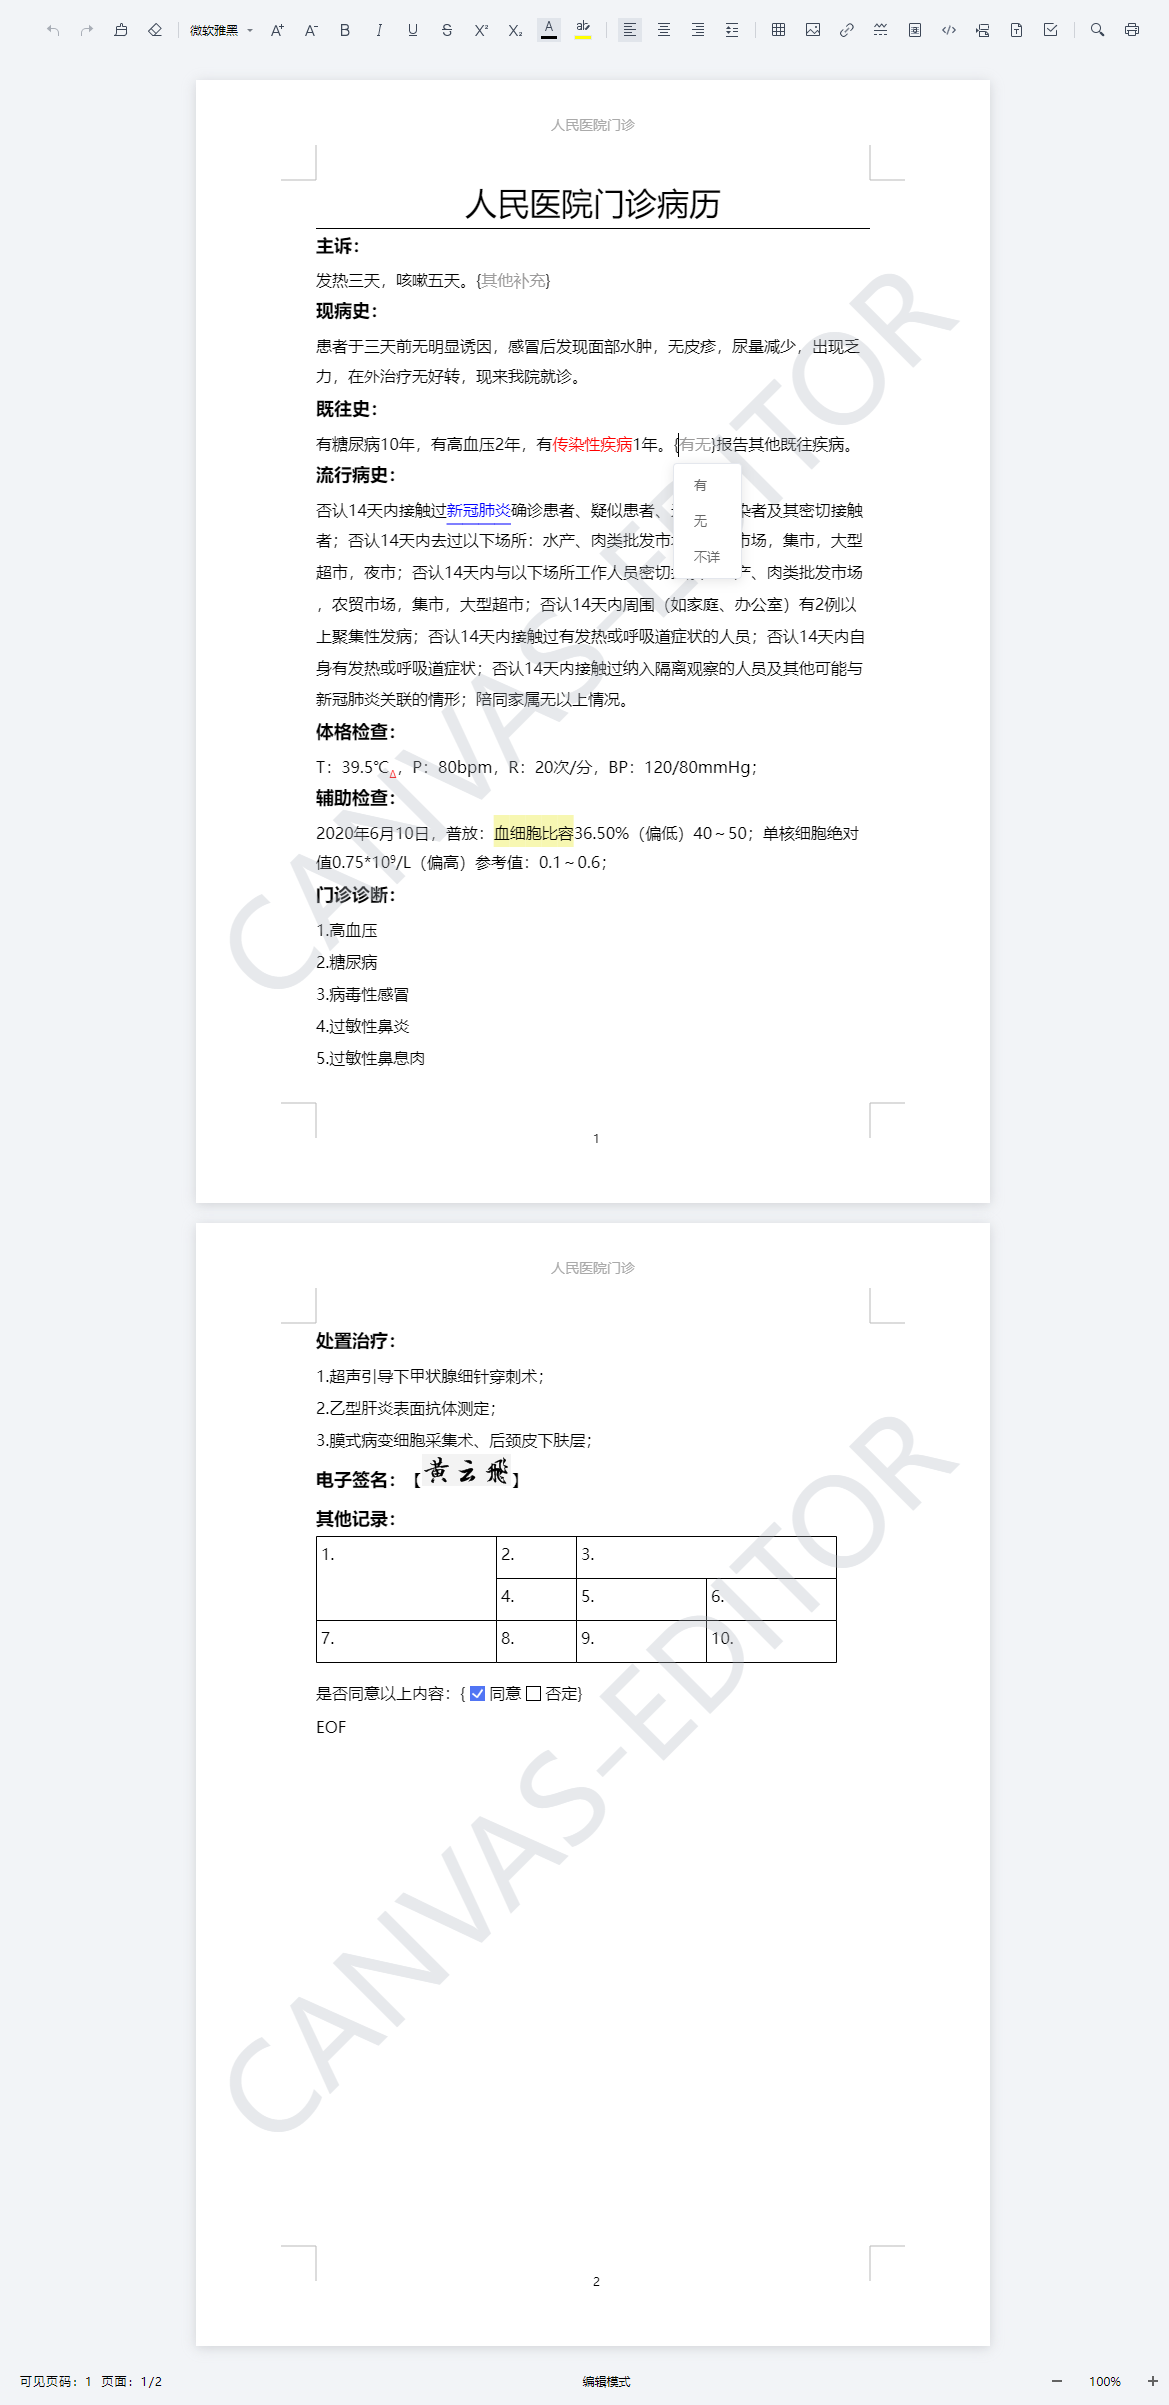 微软雅黑
人民医院门诊
人民医院门诊病历
主诉：
发热三天，咳嗽五天。{其他补充}
现病史：
患者于三天前无明显诱因，感冒后发现面部水肿，无皮疹，尿量减少，出现乏
力，在外治疗无好转，现来我院就诊。
既往史：
有糖尿病10年，有高血压2年，有传染性疾病1年。{有无}报告其他既往疾病。
有
无
不详
流行病史：
否认14天内接触过新冠肺炎确诊患者、疑似患者、 染者及其密切接触
者；否认14天内去过以下场所：水产、肉类批发市 市场，集市，大型
超市，夜市；否认14天内与以下场所工作人员密切 产、肉类批发市场
，农贸市场，集市，大型超市；否认14天内周围（如家庭、办公室）有2例以
上聚集性发病；否认14天内接触过有发热或呼吸道症状的人员；否认14天内自
身有发热或呼吸道症状；否认14天内接触过纳入隔离观察的人员及其他可能与
新冠肺炎关联的情形；陪同家属无以上情况。
体格检查：
T：39.5℃Δ，P：80bpm，R：20次/分，BP：120/80mmHg；
辅助检查：
2020年6月10日，普放：血细胞比容36.50%（偏低）40～50；单核细胞绝对
值0.75*10⁹/L（偏高）参考值：0.1～0.6；
门诊诊断：
1.高血压
2.糖尿病
3.病毒性感冒
4.过敏性鼻炎
5.过敏性鼻息肉
CANVAS-EDITOR
1
人民医院门诊
处置治疗：
1.超声引导下甲状腺细针穿刺术；
2.乙型肝炎表面抗体测定；
3.膜式病变细胞采集术、后颈皮下肤层；
电子签名：【黄云飛】
其他记录：
1. 2. 3.
4. 5. 6.
7. 8. 9. 10.
是否同意以上内容：{ 同意 否定}
EOF
CANVAS-EDITOR
2
可见页码：1 页面：1/2 编辑模式 100%